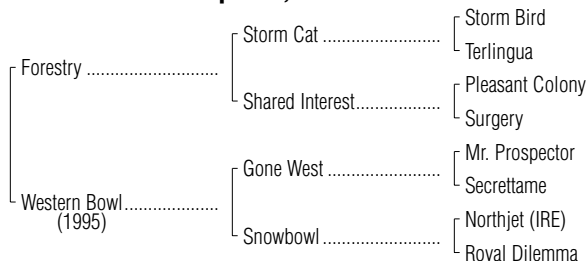 Storm Bird
Storm Cat ..............................
Terlingua
Forestry ..................................
Pleasant Colony
Shared Interest.....................
Surgery
Mr. Prospector
Gone West ............................
Secrettame
Western Bowl........................
(1995)
Northjet (IRE)
Snowbowl ..............................
Royal Dilemma